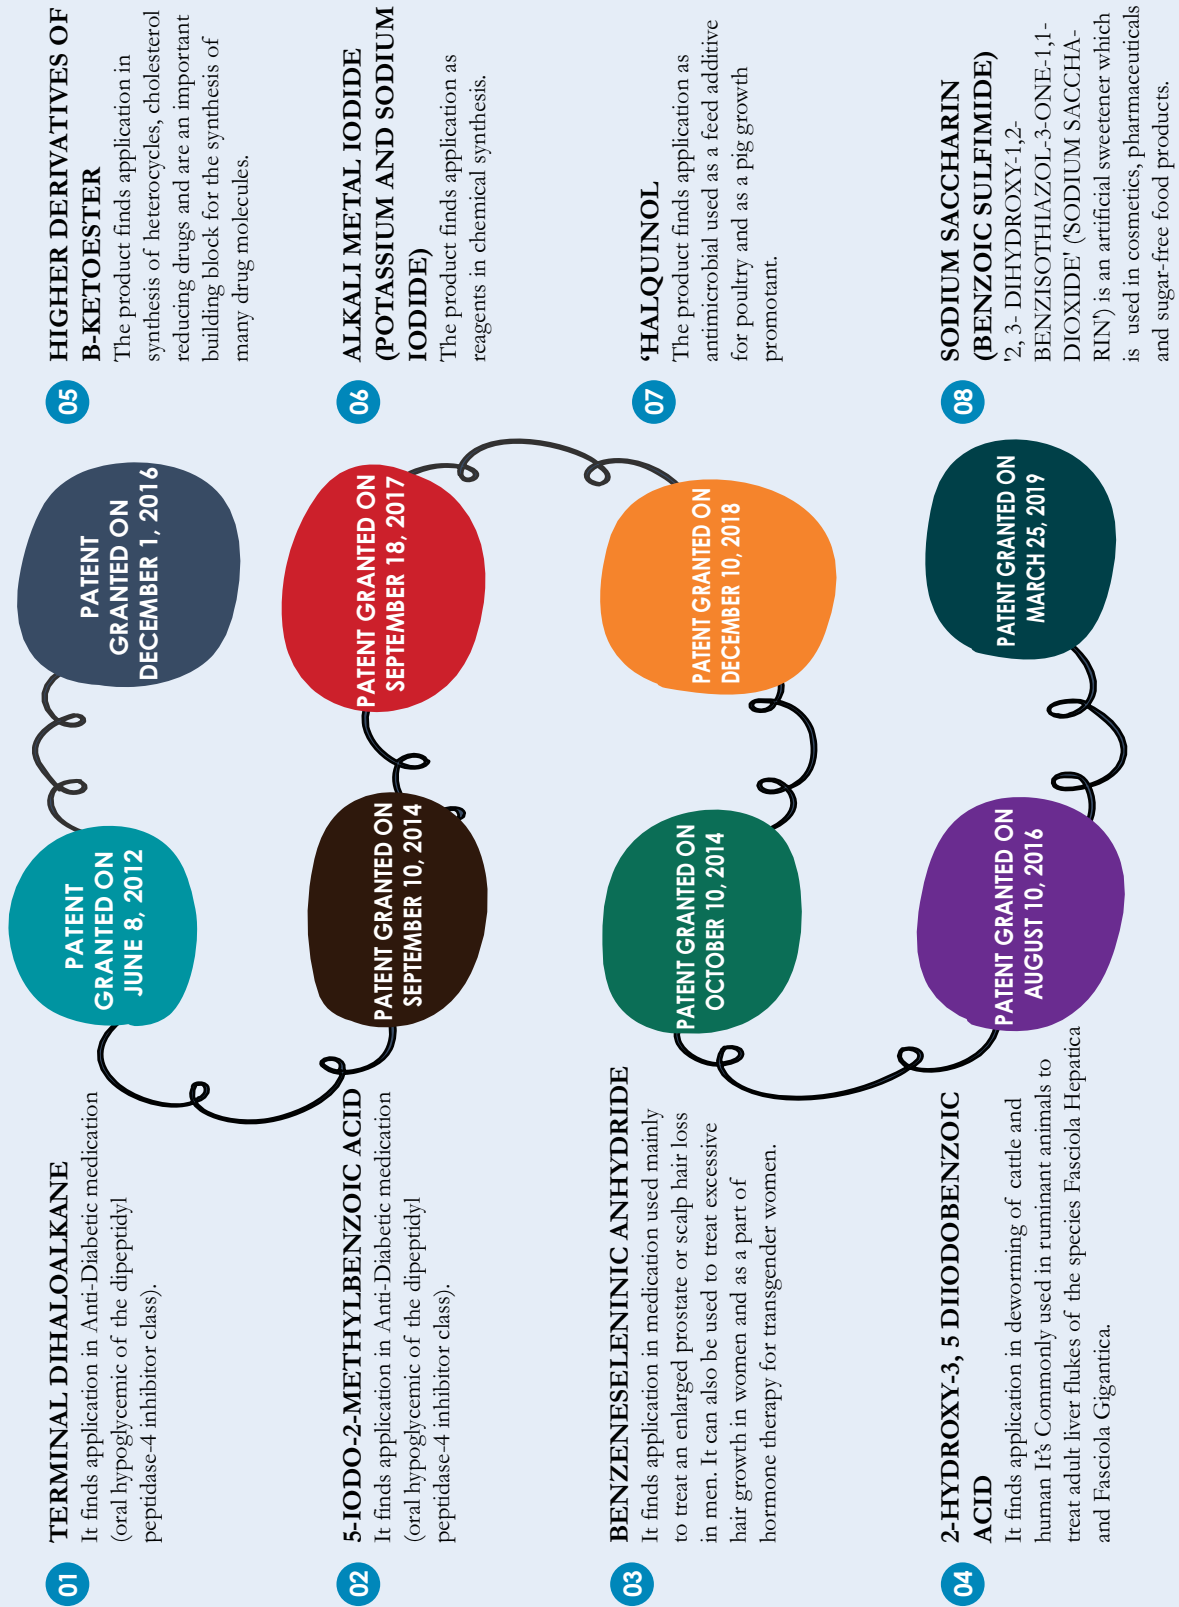 01
TERMINAL DIHALOALKANE
It finds application in Anti-Diabetic medication
(oral hypoglycemic of the dipeptidyl
peptidase-4 inhibitor class).
PATENT
GRANTED ON
JUNE 8, 2012
02
5-IODO-2-METHYLBENZOIC ACID
It finds application in Anti-Diabetic medication
(oral hypoglycemic of the dipeptidyl
peptidase-4 inhibitor class).
PATENT GRANTED ON
SEPTEMBER 10, 2014
03
BENZENESELENINIC ANHYDRIDE
It finds application in medication used mainly
to treat an enlarged prostate or scalp hair loss
in men. It can also be used to treat excessive
hair growth in women and as a part of
hormone therapy for transgender women.
PATENT GRANTED ON
OCTOBER 10, 2014
04
2-HYDROXY-3, 5 DIIODOBENZOIC
ACID
It finds application in deworming of cattle and
human It's Commonly used in ruminant animals to
treat adult liver flukes of the species Fasciola Hepatica
and Fasciola Gigantica.
PATENT GRANTED ON
AUGUST 10, 2016
PATENT
GRANTED ON
DECEMBER 1, 2016
05
HIGHER DERIVATIVES OF
B-KETOESTER
The product finds application in
synthesis of heterocycles, cholesterol
reducing drugs and are an important
building block for the synthesis of
many drug molecules.
PATENT GRANTED ON
SEPTEMBER 18, 2017
06
ALKALI METAL IODIDE
(POTASSIUM AND SODIUM
IODIDE)
The product finds application as
reagents in chemical synthesis.
PATENT GRANTED ON
DECEMBER 10, 2018
07
'HALQUINOL
The product finds application as
antimicrobial used as a feed additive
for poultry and as a pig growth
promotant.
PATENT GRANTED ON
MARCH 25, 2019
08
SODIUM SACCHARIN
(BENZOIC SULFIMIDE)
'2, 3- DIHYDROXY-1,2-
BENZISOTHIAZOL-3-ONE-1,1-
DIOXIDE' ('SODIUM SACCHA-
RIN') is an artificial sweetener which
is used in cosmetics, pharmaceuticals
and sugar-free food products.